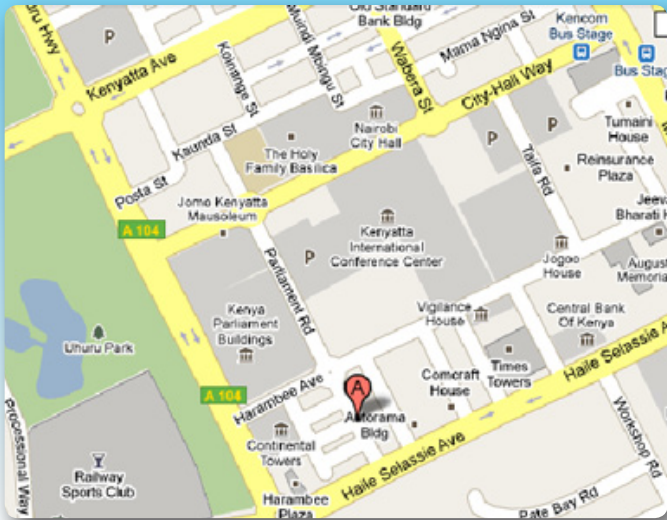 uru Hwy
P
Kenyatta Ave
Koinange St
Muindi Mbingu St
Old Standard
Bank Bldg
Wabera St
Mama Ngina St
Kencom
Bus Stage
Bus Stag
City-Hall Way
Kaunda St
Posta St
The Holy
Family Basilica
Nairobi
City Hall
P
P
Taifa Rd
Tumaini
House
Reinsurance
Plaza
Jomo Kenyatta
Mausoleum
A 104
Kenyatta
International
Conference Center
P
Parliament Rd
Jeeva
Bharati H
Jogoo
House
August
Memoria
Kenya
Parliament
Buildings
Vigilance
House
Central Bank
Of Kenya
Uhuru Park
Times
Towers
Haile Selassie A
A 104
Harambee Ave
A
Autorama
Bldg
Comcraft
House
Processional Way
Continental
Towers
Haile Selassie Ave
Workshop Rd
Railway
Sports Club
Harambee
Plaza
Pate Bay Rd